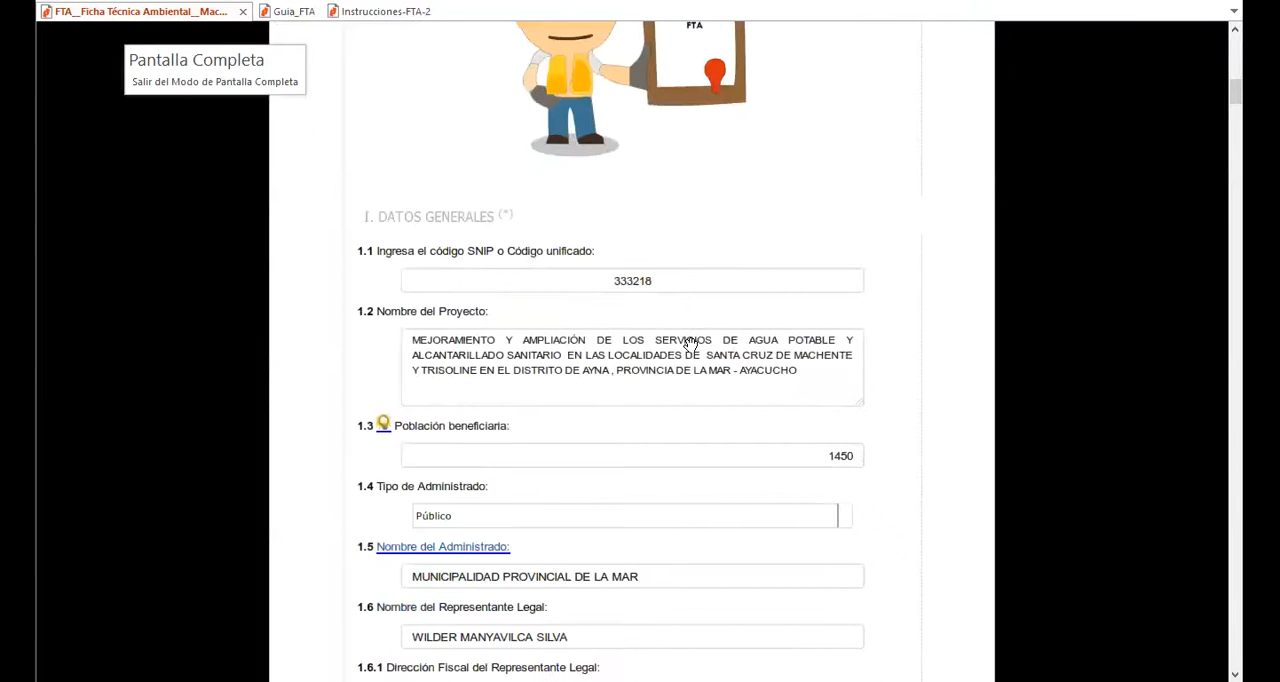 FTA__Ficha Técnica Ambiental__Mac...
Guia_FTA
Instrucciones-FTA-2
Pantalla Completa
Salir del Modo de Pantalla Completa
FTA
I. DATOS GENERALES (*)
1.1 Ingresa el código SNIP o Código unificado:
333218
1.2 Nombre del Proyecto:
MEJORAMIENTO Y AMPLIACIÓN DE LOS SERVICIOS DE AGUA POTABLE Y
ALCANTARILLADO SANITARIO EN LAS LOCALIDADES DE SANTA CRUZ DE MACHENTE
Y TRISOLINE EN EL DISTRITO DE AYNA , PROVINCIA DE LA MAR - AYACUCHO
1.3 Población beneficiaria:
1450
1.4 Tipo de Administrado:
Público
1.5 Nombre del Administrado:
MUNICIPALIDAD PROVINCIAL DE LA MAR
1.6 Nombre del Representante Legal:
WILDER MANYAVILCA SILVA
1.6.1 Dirección Fiscal del Representante Legal: